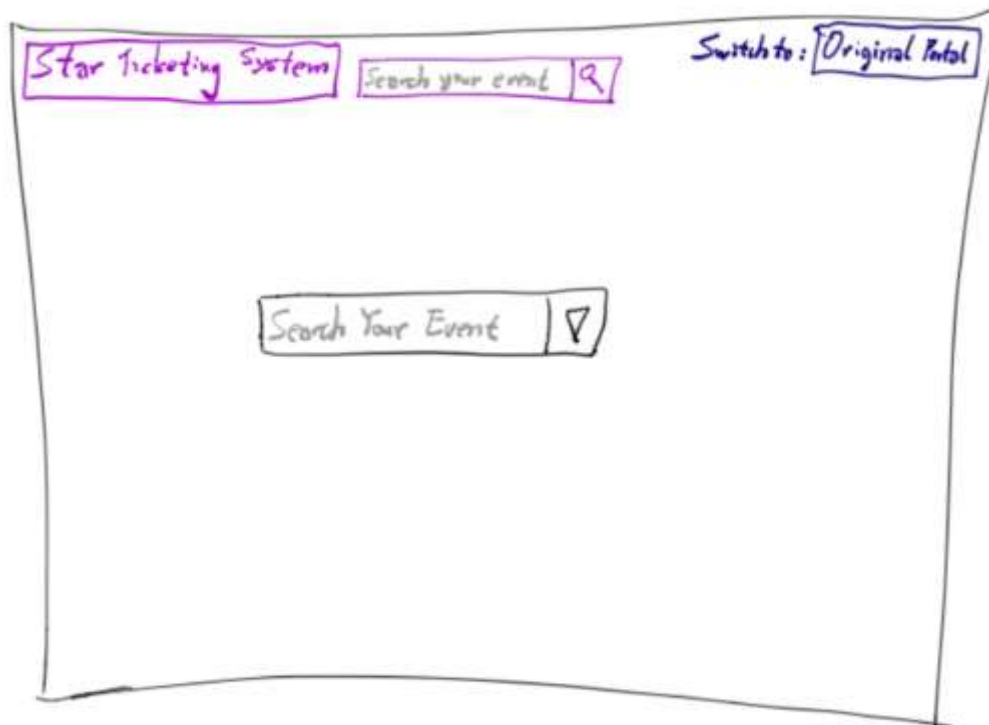 Star Ticketing System
Search your event
Switch to: Original Portal
Search Your Event